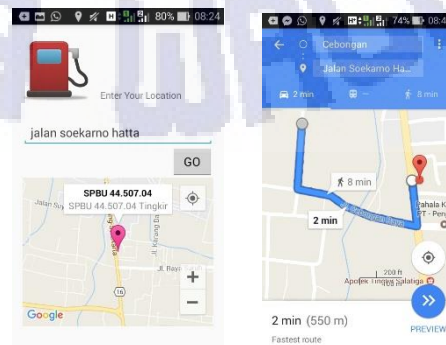 80% 08:24
Enter Your Location
jalan soekarno hatta
GO
SPBU 44.507.04
SPBU 44.507.04 Tingkir
16
+
−
Google
74%
Cebongan
Jalan Soekarno Ha...
2 min
8 min
8 min
2 min
200 ft
2 min (550 m)
Fastest route
PREVIEW